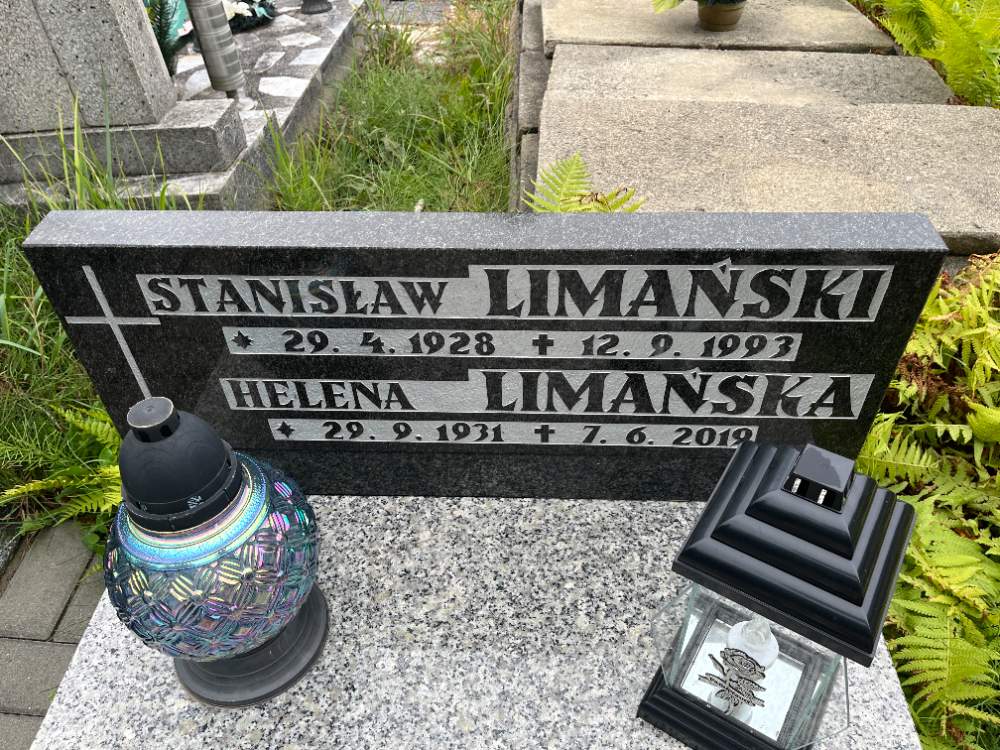 STANISŁAW LIMAŃSKI
✶ 29. 4. 1928 ✝ 12. 9. 1993
HELENA LIMAŃSKA
✶ 29. 9. 1931 ✝ 7. 6. 2019